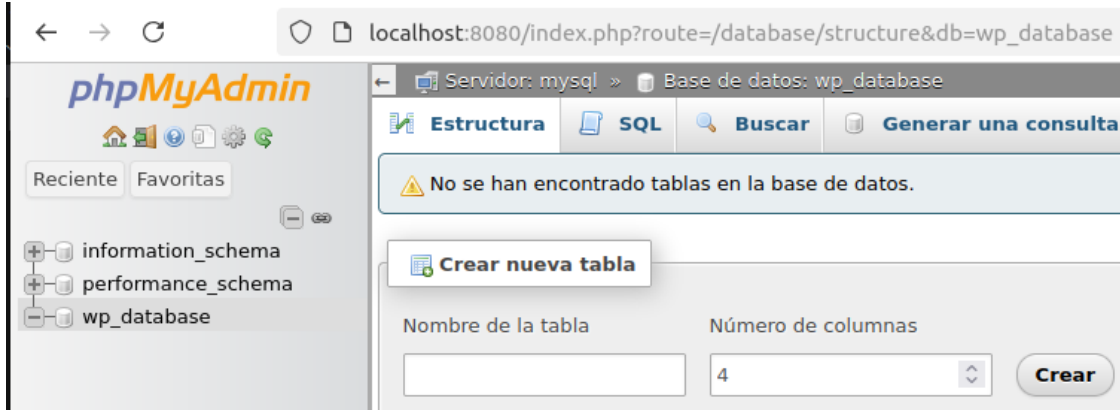 localhost:8080/index.php?route=/database/structure&db=wp_database
phpMyAdmin
Servidor: mysql » Base de datos: wp_database
Estructura SQL Buscar Generar una consulta
Reciente Favoritas
No se han encontrado tablas en la base de datos.
information_schema
performance_schema
wp_database
Crear nueva tabla
Nombre de la tabla Número de columnas
4 Crear